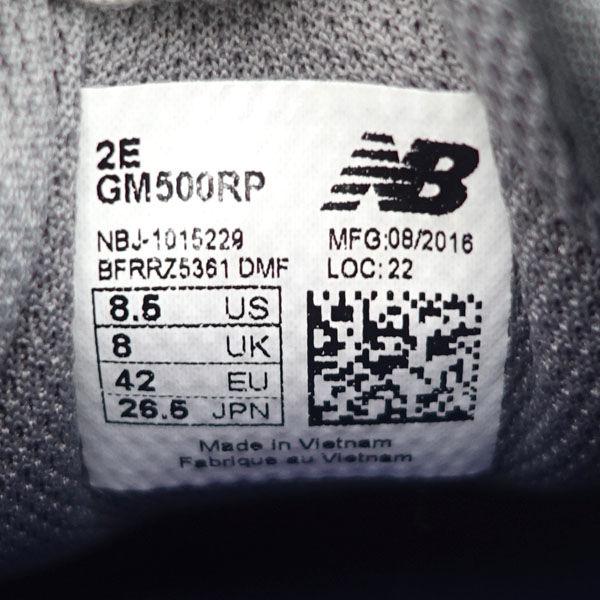 2E
GM500RP
NB
NBJ-1015229
MFG:08/2016
BFRRZ5361 DMF
LOC: 22
8.5 US
8 UK
42 EU
26.5 JPN
Made in Vietnam
Fabrique au Vietnam